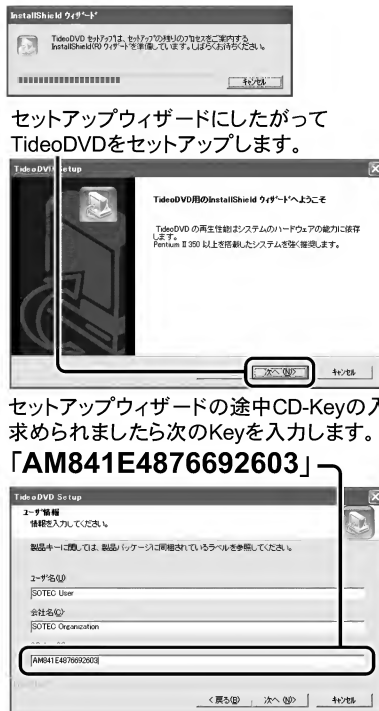 InstallShield ウィザード
TideoDVD セットアップは、セットアップの残りのプロセスをご案内する
InstallShield(R) ウィザードを準備しています。しばらくお待ちください。
キャンセル
セットアップウィザードにしたがって
TideoDVDをセットアップします。
TideoDVD Setup
TideoDVD用のInstallShield ウィザードへようこそ
TideoDVD の再生性能はシステムのハードウェアの能力に依存
します。
Pentium II 350 以上を搭載したシステムを強く推奨します。
次へ(N)>
キャンセル
セットアップウィザードの途中CD-Keyの
求められましたら次のKeyを入力します。
「AM841E4876692603」
TideoDVD Setup
ユーザ情報
情報を入力してください。
製品キーに関しては、製品パッケージに同梱されているラベルを参照してください。
ユーザ名(U)
SOTEC User
会社名(C)
SOTEC Organization
AM841E4876692603
<戻る(B)
次へ(N)>
キャンセル